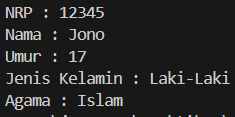 NRP : 12345
Nama : Jono
Umur : 17
Jenis Kelamin : Laki-Laki
Agama : Islam